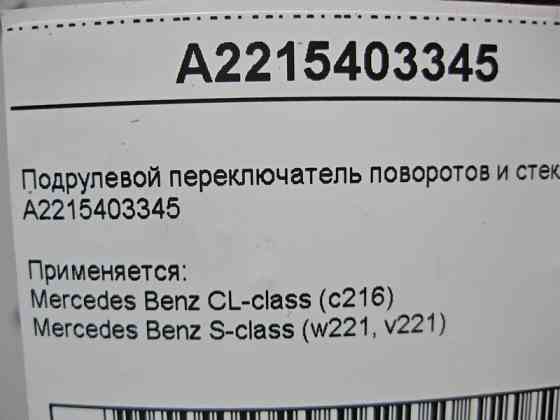 A2215403345
Подрулевой переключатель поворотов и стек
A2215403345
Применяется:
Mercedes Benz CL-class (c216)
Mercedes Benz S-class (w221, v221)